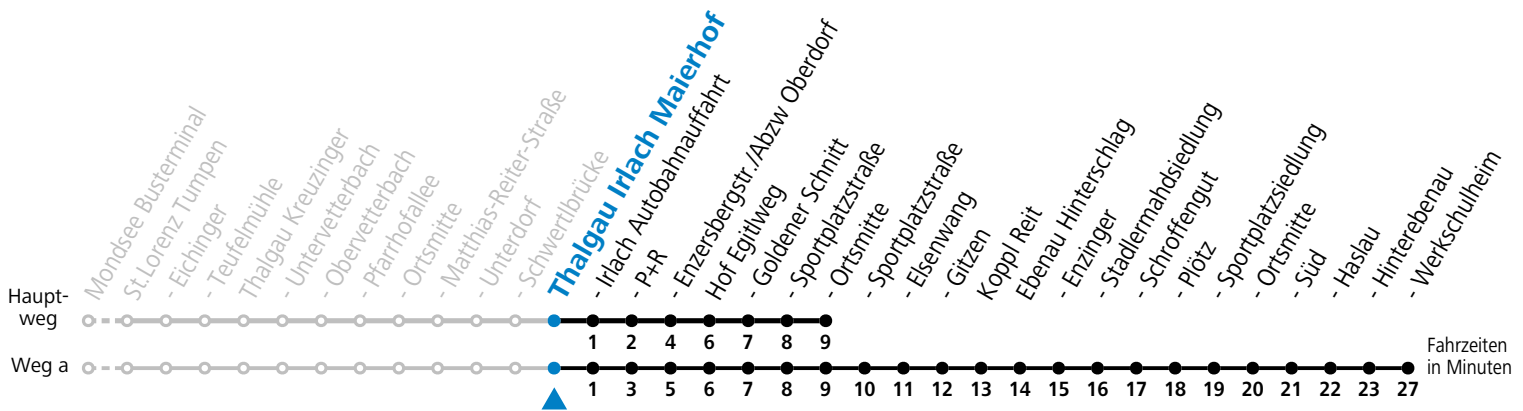 Mondsee Busterminal
St.Lorenz Tumpen
- Eichinger
- Teufelmühle
Thalgau Kreuzinger
- Untervetterbach
- Obervetterbach
- Pfarrhofallee
- Ortsmitte
- Matthias-Reiter-Straße
- Unterdorf
- Schwertlbrücke
Thalgau Irlach Maierhof
- Irlach Autobahnauffahrt
- P+R
- Enzersbergstr./Abzw Oberdorf
Hof Egitlweg
- Goldener Schnitt
- Sportplatzstraße
- Ortsmitte
- Sportplatzstraße
- Elsenwang
- Gitzen
Koppl Reit
Ebenau Hinterschlag
- Enzinger
- Stadlermahdsiedlung
- Schroffengut
- Plötz
- Sportplatzsiedlung
- Ortsmitte
- Süd
- Haslau
- Hinterebenau
- Werkschulheim
Haupt-
weg
1 2 4 6 7 8 9
Weg a
1 3 5 6 7 8 9 10 11 12 13 14 15 16 17 18 19 20 21 22 23 27
Fahrzeiten
in Minuten